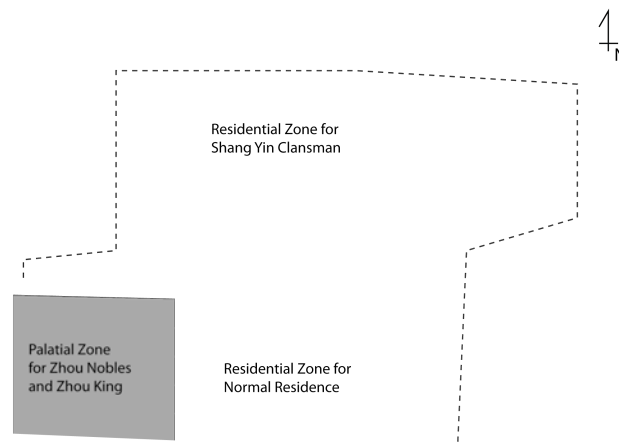 N
Residential Zone for
Shang Yin Clansman
Palatial Zone
for Zhou Nobles
and Zhou King
Residential Zone for
Normal Residence